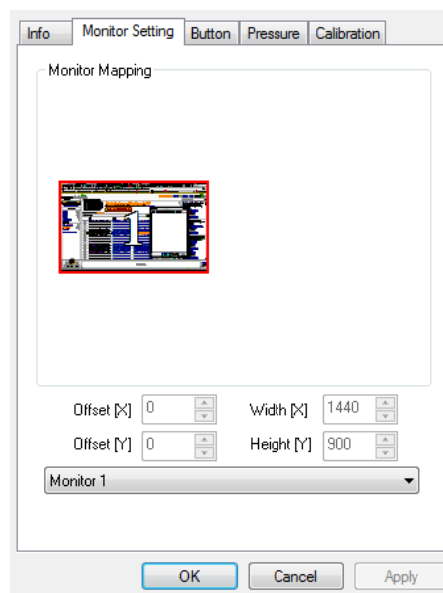 Info Monitor Setting Button Pressure Calibration
Monitor Mapping
1
Offset [X] 0 Width [X] 1440
Offset [Y] 0 Height [Y] 900
Monitor 1
OK Cancel Apply